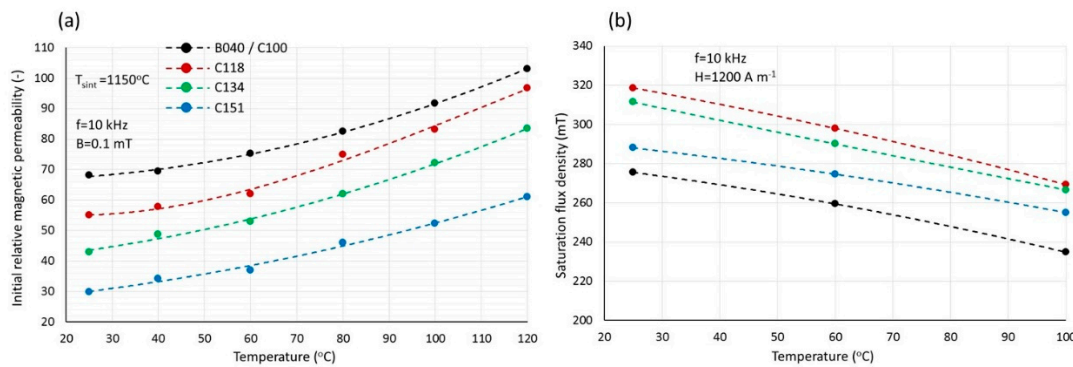 (a)
B040 / C100
C118
C134
C151
Tsint =1150°C
f=10 kHz
B=0.1 mT
Initial relative magnetic permeability (-)
110
100
90
80
70
60
50
40
30
20
20 30 40 50 60 70 80 90 100 110 120
Temperature (°C)
(b)
f=10 kHz
H=1200 A m⁻¹
Saturation flux density (mT)
340
320
300
280
260
240
220
200
20 30 40 50 60 70 80 90 100
Temperature (°C)